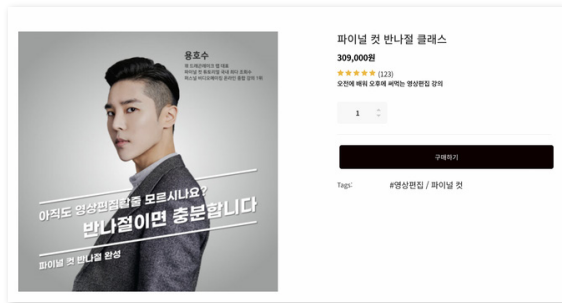 용호수
파이널 컷 반나절 클래스
309,000원
(123)
오전에 배워 오후에 써먹는 영상편집 강의
1
구매하기
Tags: #영상편집 / 파이널 컷
아직도 영상편집할줄 모르시나요?
반나절이면 충분합니다
파이널 컷 반나절 완성